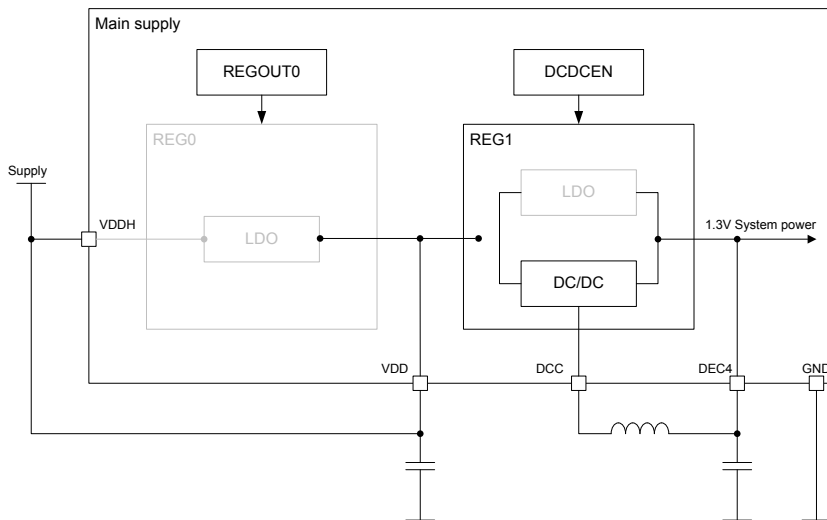 Main supply
REGOUT0
DCDCEN
REG0
REG1
Supply
VDDH
LDO
LDO
1.3V System power
DC/DC
VDD
DCC
DEC4
GND